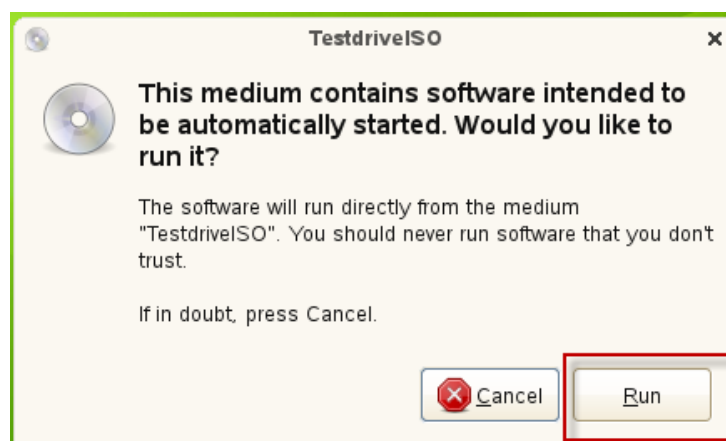 TestdriveISO
This medium contains software intended to
be automatically started. Would you like to
run it?
The software will run directly from the medium
"TestdriveISO". You should never run software that you don't
trust.
If in doubt, press Cancel.
Cancel
Run